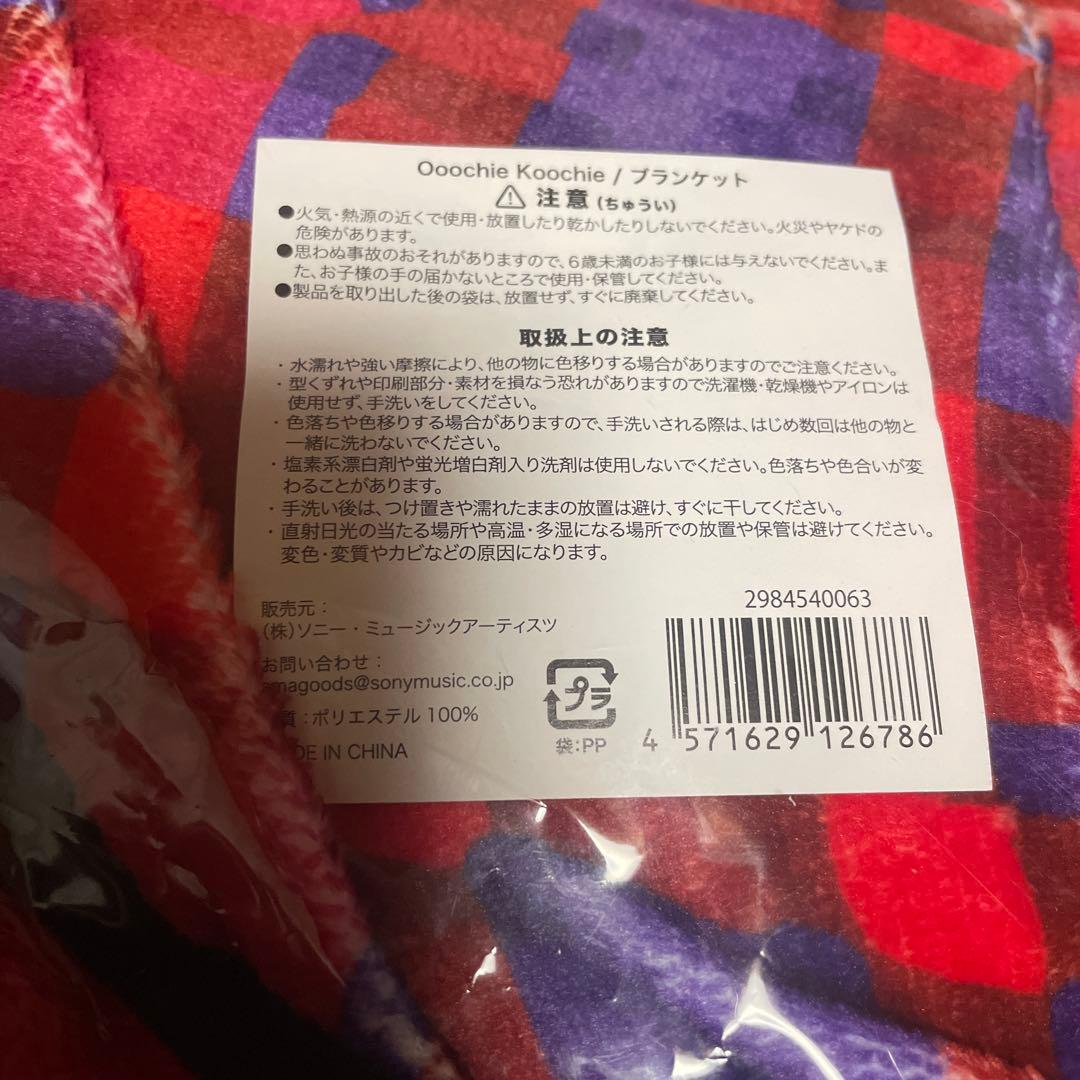 Ooochie Koochie / ブランケット
⚠ 注意(ちゅうい)
●火気・熱源の近くで使用・放置したり乾かしたりしないでください。火災やヤケドの
危険があります。
●思わぬ事故のおそれがありますので、6歳未満のお子様には与えないでください。ま
た、お子様の手の届かないところで使用・保管してください。
●製品を取り出した後の袋は、放置せず、すぐに廃棄してください。
取扱上の注意
・水濡れや強い摩擦により、他の物に色移りする場合がありますのでご注意ください。
・型くずれや印刷部分・素材を損なう恐れがありますので洗濯機・乾燥機やアイロンは
使用せず、手洗いをしてください。
・色落ちや色移りする場合がありますので、手洗いされる際は、はじめ数回は他の物と
一緒に洗わないでください。
・塩素系漂白剤や蛍光増白剤入り洗剤は使用しないでください。色落ちや色合いが変
わることがあります。
・手洗い後は、つけ置きや濡れたままの放置は避け、すぐに干してください。
・直射日光の当たる場所や高温・多湿になる場所での放置や保管は避けてください。
変色・変質やカビなどの原因になります。
販売元:
(株)ソニー・ミュージックアーティスツ
お問い合わせ:
smagoods@sonymusic.co.jp
質:ポリエステル 100%
DE IN CHINA
プラ
袋:PP
2984540063
4 571629 126786